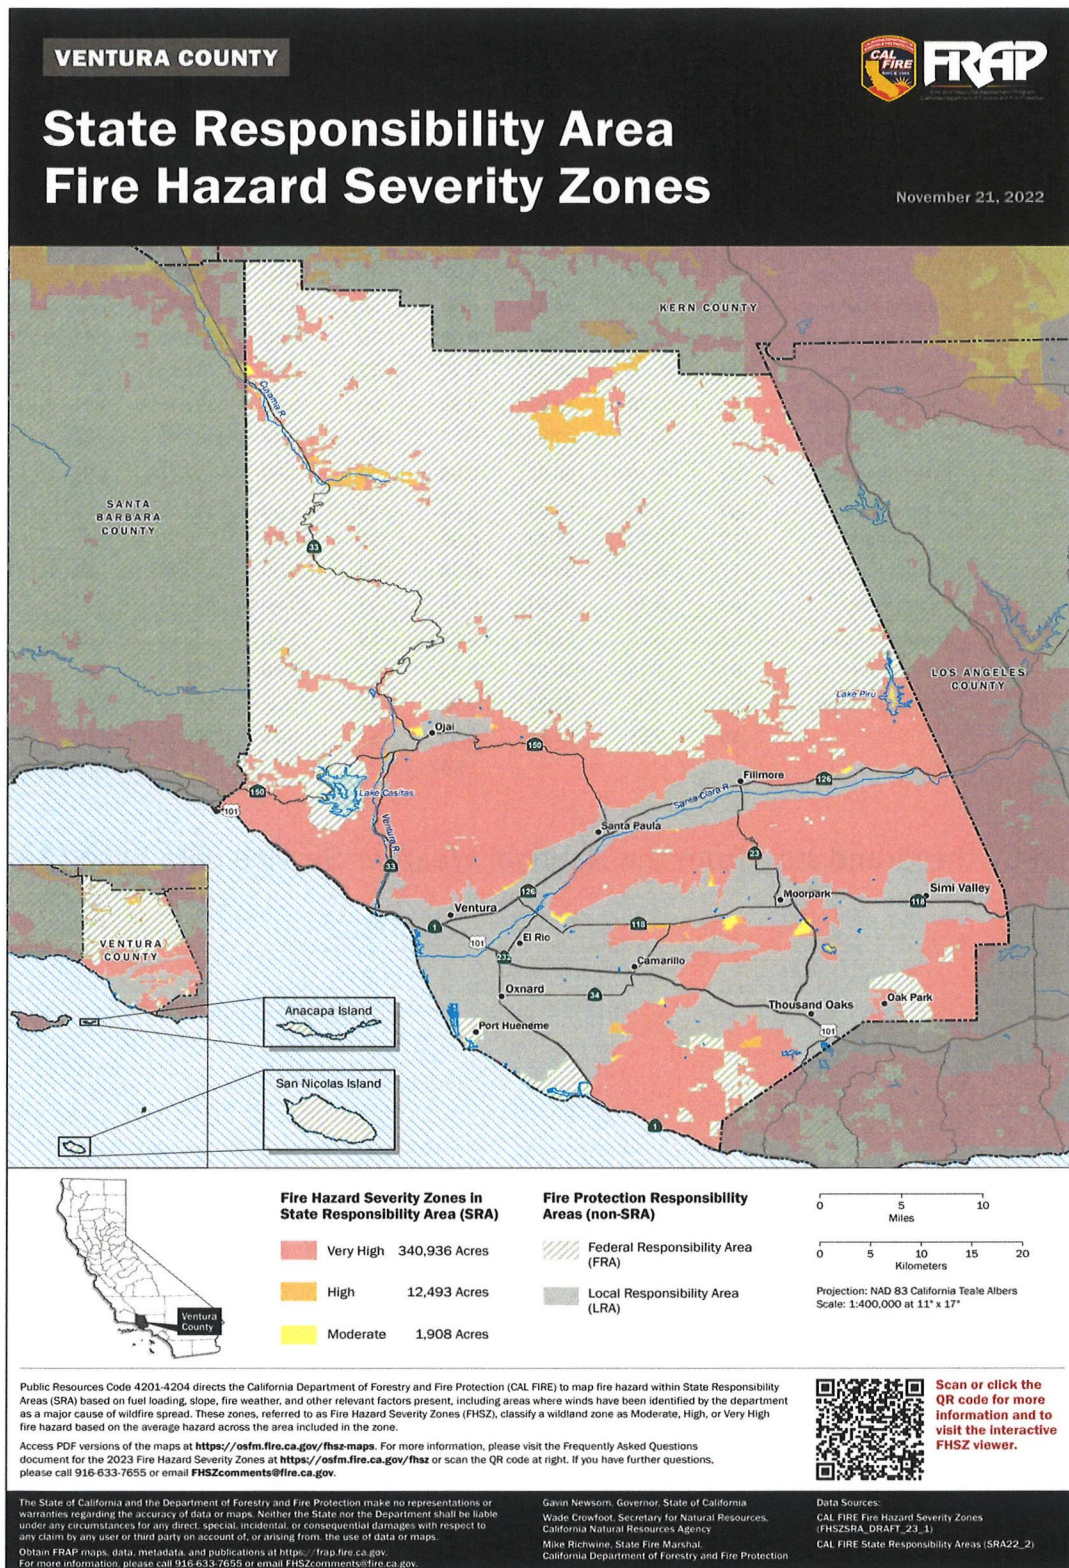 VENTURA COUNTY
CAL
FIRE
SINCE 1885
FRAP
State Responsibility Area
Fire Hazard Severity Zones
November 21, 2022
KERN COUNTY
Cuyama R.
SANTA
BARBARA
COUNTY
33
LOS ANGELES
COUNTY
Lake Piru
Ojai
150
Fillmore
126
150
Lake Casitas
Santa Clara R.
101
Santa Paula
Ventura R.
23
33
126
Moorpark
Simi Valley
118
Ventura
1
118
101
El Rio
VENTURA
COUNTY
232
Camarillo
Oxnard
34
Thousand Oaks
Oak Park
Anacapa Island
Port Hueneme
101
San Nicolas Island
1
Ventura
County
Fire Hazard Severity Zones in
State Responsibility Area (SRA)
Very High 340,936 Acres
High 12,493 Acres
Moderate 1,908 Acres
Fire Protection Responsibility
Areas (non-SRA)
Federal Responsibility Area
(FRA)
Local Responsibility Area
(LRA)
0 5 10
Miles
0 5 10 15 20
Kilometers
Projection: NAD 83 California Teale Albers
Scale: 1:400,000 at 11" x 17"
Public Resources Code 4201-4204 directs the California Department of Forestry and Fire Protection (CAL FIRE) to map fire hazard within State Responsibility
Areas (SRA) based on fuel loading, slope, fire weather, and other relevant factors present, including areas where winds have been identified by the department
as a major cause of wildfire spread. These zones, referred to as Fire Hazard Severity Zones (FHSZ), classify a wildland zone as Moderate, High, or Very High
fire hazard based on the average hazard across the area included in the zone.
Access PDF versions of the maps at https://osfm.fire.ca.gov/fhsz-maps. For more information, please visit the Frequently Asked Questions
document for the 2023 Fire Hazard Severity Zones at https://osfm.fire.ca.gov/fhsz or scan the QR code at right. If you have further questions,
please call 916-633-7655 or email FHSZcomments@fire.ca.gov.
Scan or click the
QR code for more
information and to
visit the interactive
FHSZ viewer.
The State of California and the Department of Forestry and Fire Protection make no representations or
warranties regarding the accuracy of data or maps. Neither the State nor the Department shall be liable
under any circumstances for any direct, special, incidental, or consequential damages with respect to
any claim by any user or third party on account of, or arising from, the use of data or maps.
Obtain FRAP maps, data, metadata, and publications at https://frap.fire.ca.gov.
For more information, please call 916-633-7655 or email FHSZcomments@fire.ca.gov.
Gavin Newsom, Governor, State of California
Wade Crowfoot, Secretary for Natural Resources,
California Natural Resources Agency
Mike Richwine, State Fire Marshal,
California Department of Forestry and Fire Protection
Data Sources:
CAL FIRE Fire Hazard Severity Zones
(FHSZSRA_DRAFT_23_1)
CAL FIRE State Responsibility Areas (SRA22_2)